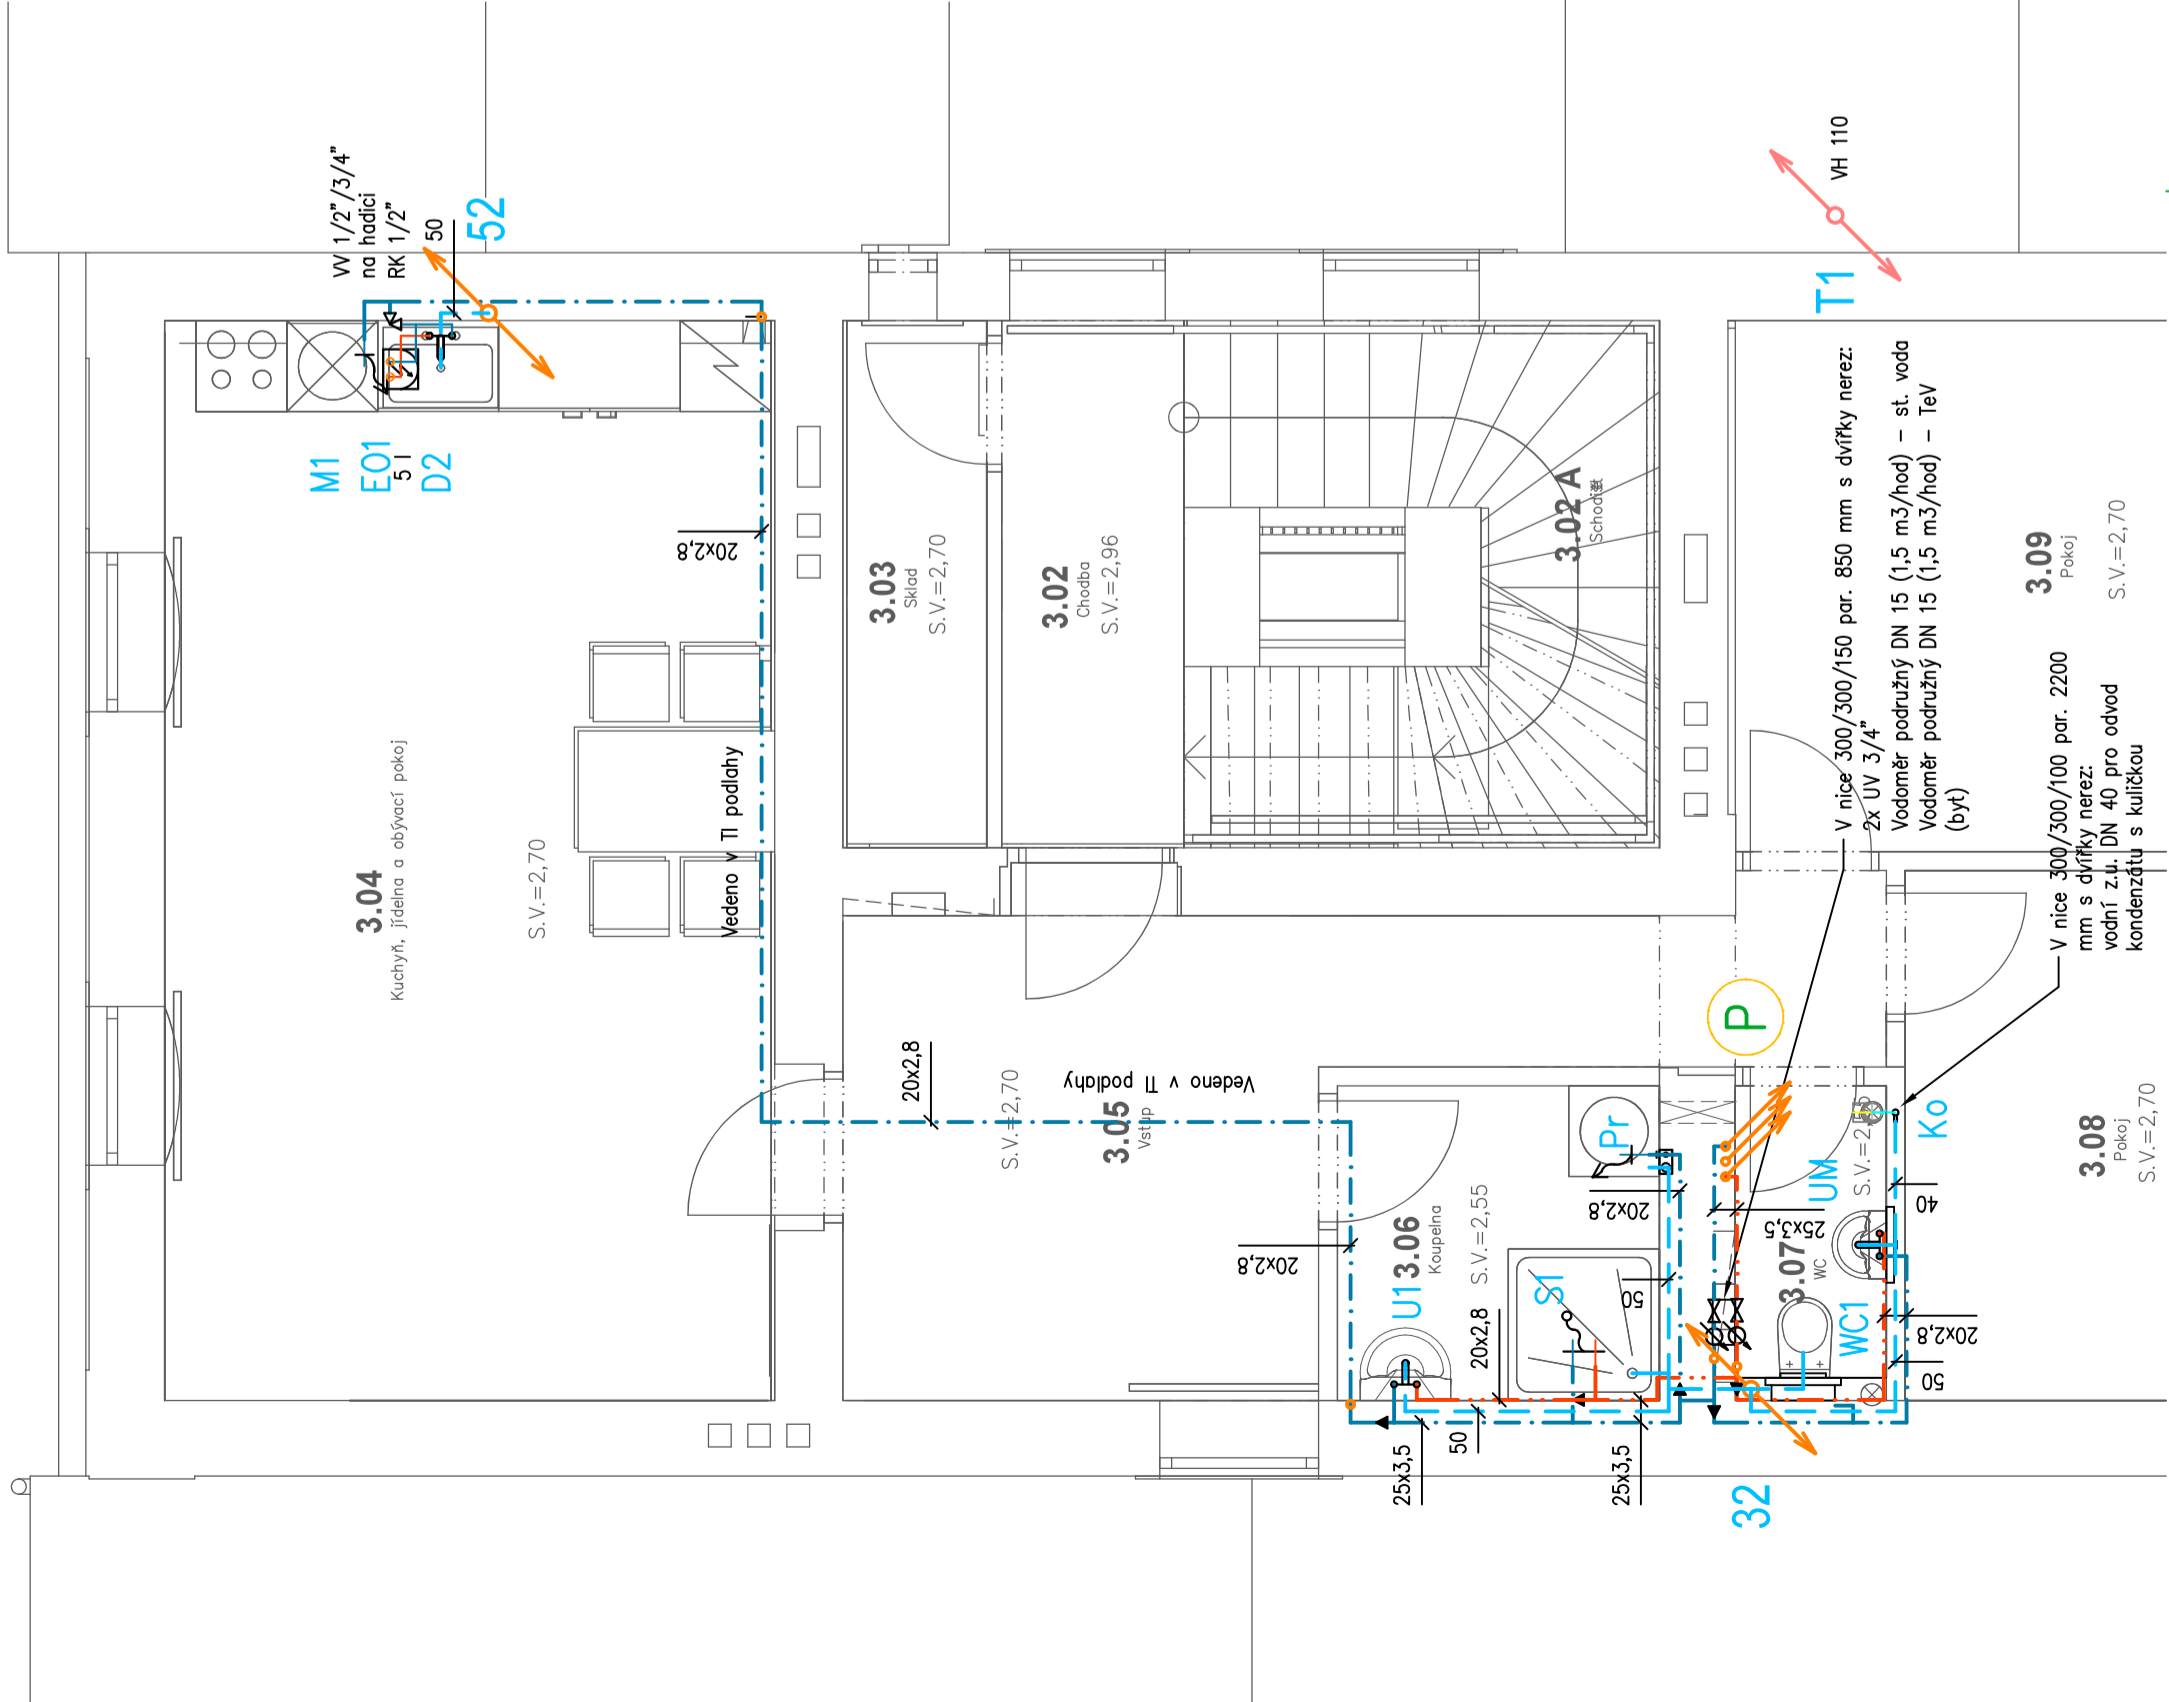 VV 1/2"/3/4"
na hadici
RK 1/2"
50
52
M1
EO1
5 l
D2
20x2,8
3.04
Kuchyň, jídelna a obývací pokoj
S.V.=2,70
Vedeno v TI podlahy
3.03
Sklad
S.V.=2,70
3.02
Chodba
S.V.=2,96
3.02 A
Schodiště
VH 110
T1
V nice 300/300/150 par. 850 mm s dvířky nerez:
2x UV 3/4"
Vodoměr podružný DN 15 (1,5 m3/hod) – st. voda
Vodoměr podružný DN 15 (1,5 m3/hod) – TeV
(byt)
3.09
Pokoj
S.V.=2,70
V nice 300/300/100 par. 2200
mm s dvířky nerez:
vodní z.u. DN 40 pro odvod
kondenzátu s kuličkou
20x2,8
S.V.=2,70
3.05
Vstup
Vedeno v TI podlahy
P
20x2,8
U1
3.06
Koupelna
S.V.=2,55
Pr
20x2,8
S1
50
20x2,8
25x3,5
50
25x3,5
32
25x3,5
3.07
WC
UM
WC1
Ko
40
20x2,8
50
3.08
Pokoj
S.V.=2,70